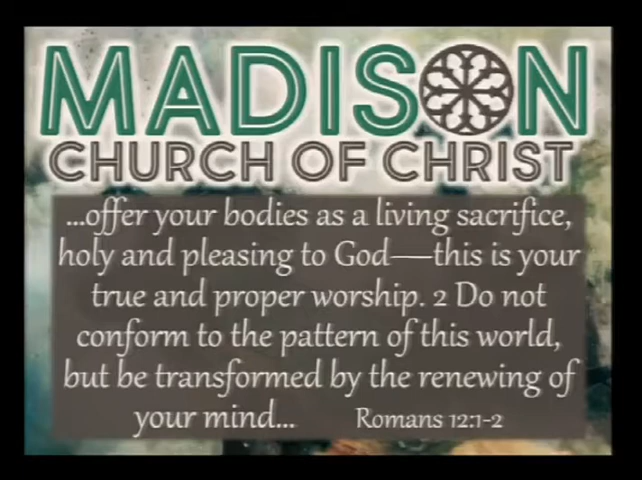 MADISON
CHURCH OF CHRIST
...offer your bodies as a living sacrifice,
holy and pleasing to God—this is your
true and proper worship. 2 Do not
conform to the pattern of this world,
but be transformed by the renewing of
your mind... Romans 12:1-2